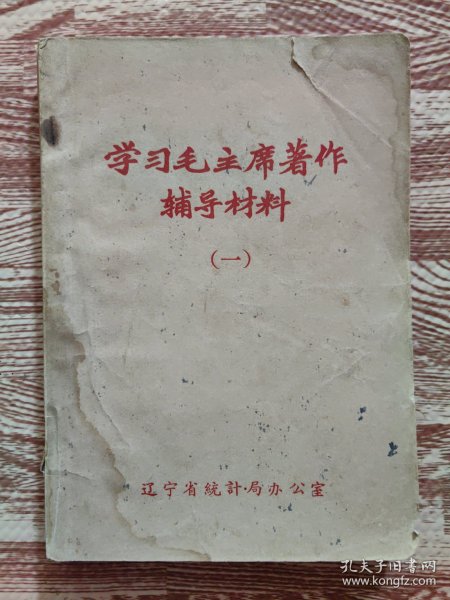 学习毛主席著作
辅导材料
（一）
辽宁省統計局办公室
孔夫子旧书网
www.kongfz.com